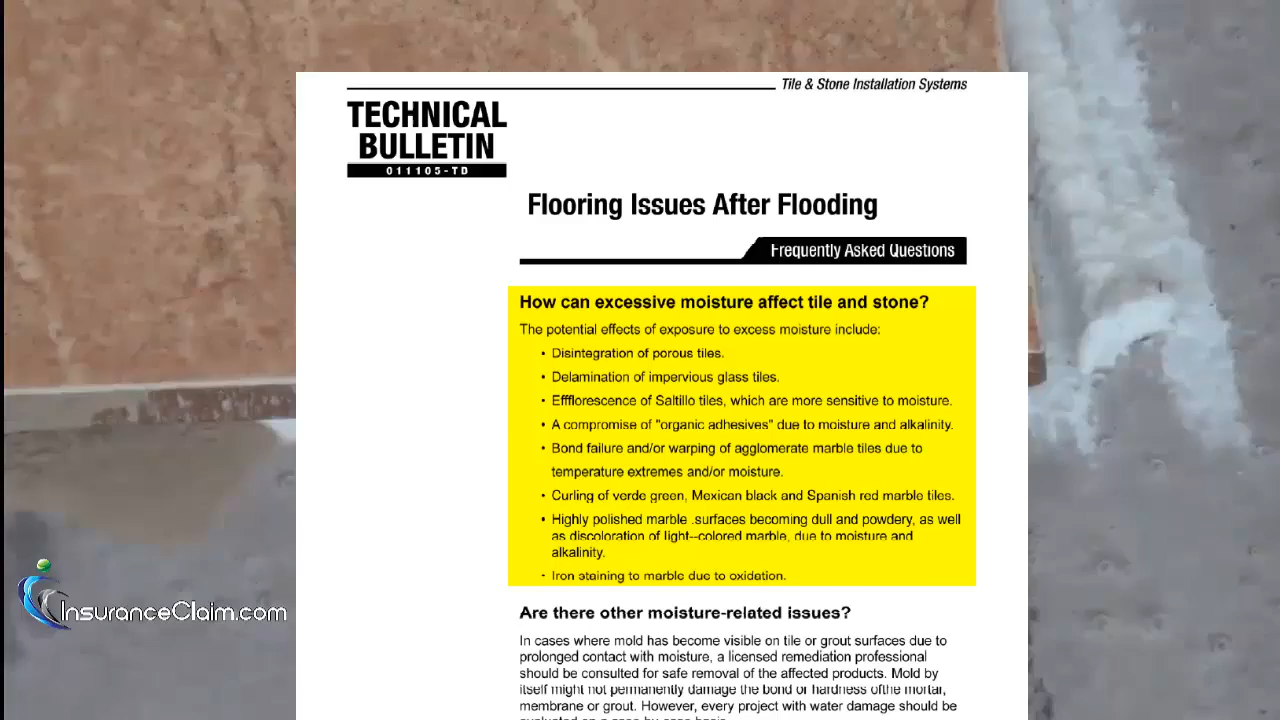 Tile & Stone Installation Systems
TECHNICAL
BULLETIN
011105-TD
Flooring Issues After Flooding
Frequently Asked Questions
How can excessive moisture affect tile and stone?
The potential effects of exposure to excess moisture include:
• Disintegration of porous tiles.
• Delamination of impervious glass tiles.
• Effflorescence of Saltillo tiles, which are more sensitive to moisture.
• A compromise of "organic adhesives" due to moisture and alkalinity.
• Bond failure and/or warping of agglomerate marble tiles due to
temperature extremes and/or moisture.
• Curling of verde green, Mexican black and Spanish red marble tiles.
• Highly polished marble .surfaces becoming dull and powdery, as well
as discoloration of light--colored marble, due to moisture and
alkalinity.
• Iron staining to marble due to oxidation.
InsuranceClaim.com
Are there other moisture-related issues?
In cases where mold has become visible on tile or grout surfaces due to
prolonged contact with moisture, a licensed remediation professional
should be consulted for safe removal of the affected products. Mold by
itself might not permanently damage the bond or hardness ofthe mortar,
membrane or grout. However, every project with water damage should be